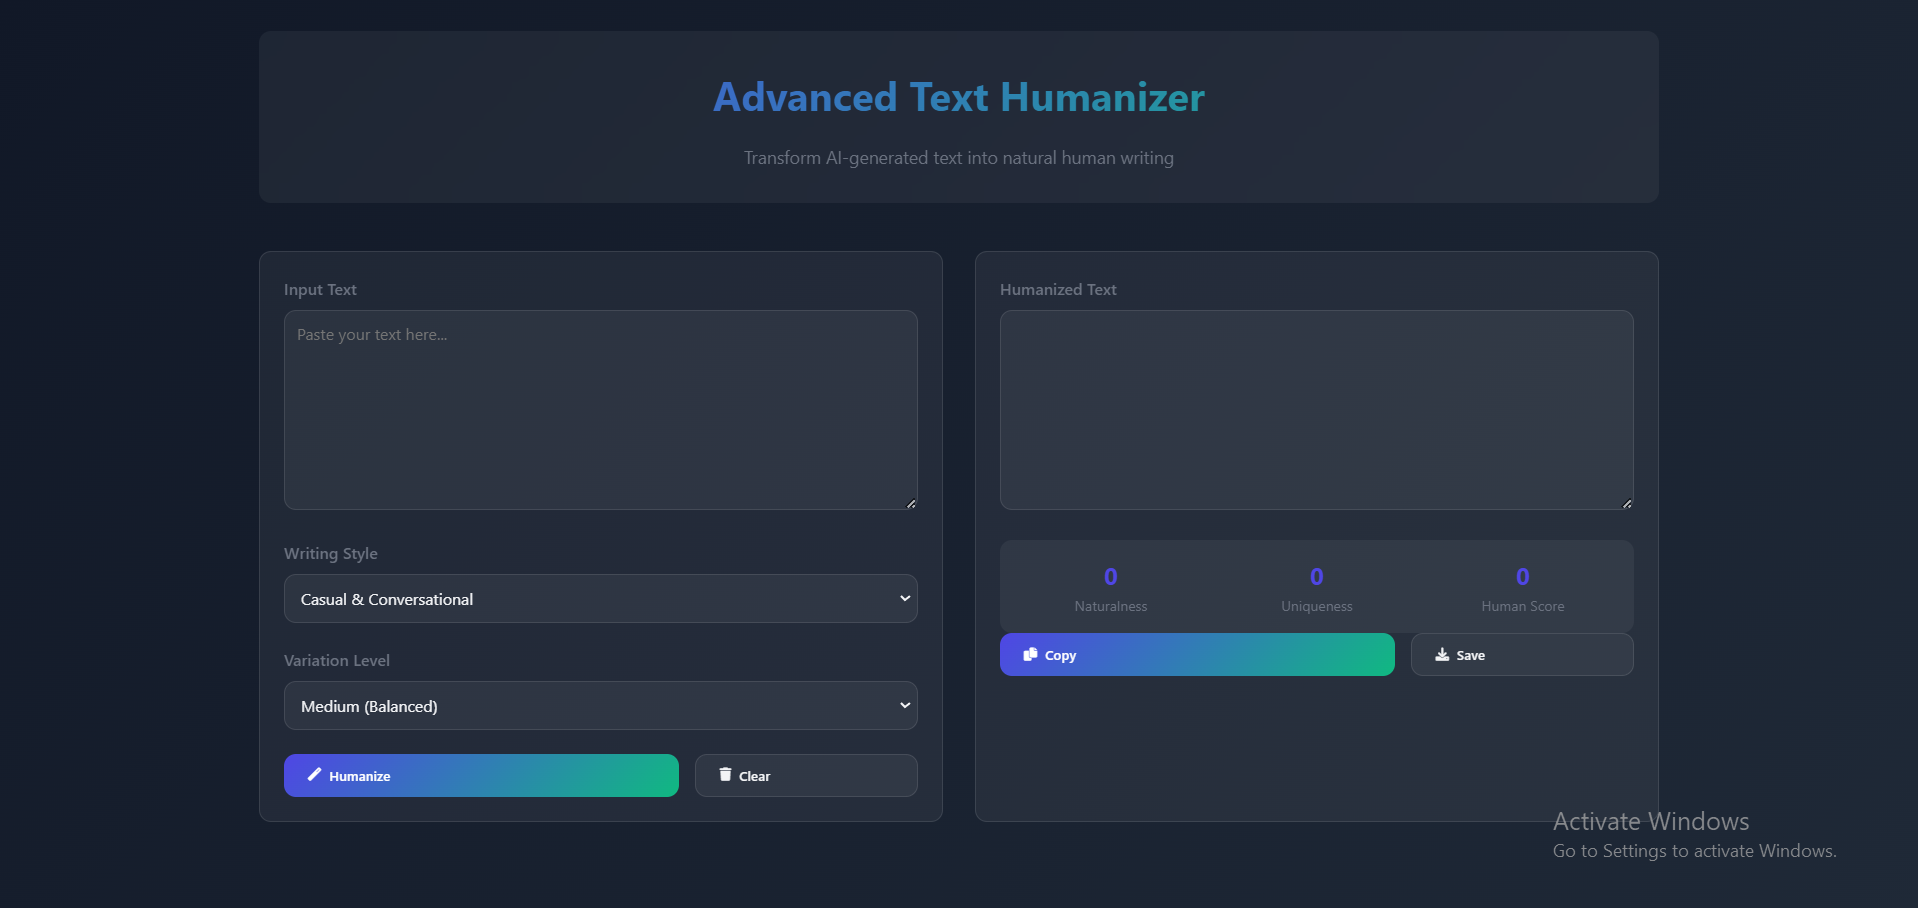 Advanced Text Humanizer
Transform AI-generated text into natural human writing
Input Text
Paste your text here...
Writing Style
Casual & Conversational
Variation Level
Medium (Balanced)
Humanize
Clear
Humanized Text
0
Naturalness
0
Uniqueness
0
Human Score
Copy
Save
Activate Windows
Go to Settings to activate Windows.